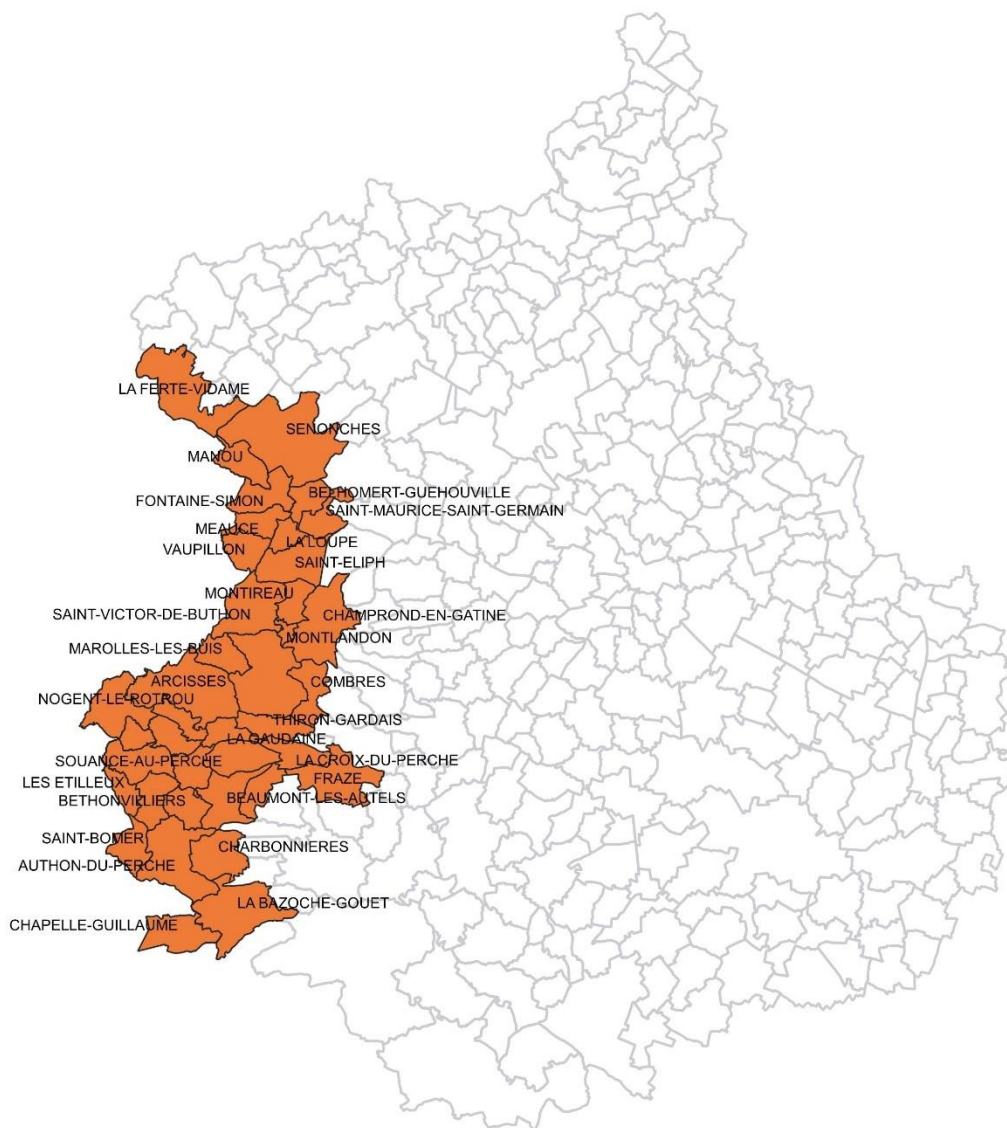 LA FERTE-VIDAME
SENONCHES
MANOU
BELHOMERT-GUEHOUVILLE
FONTAINE-SIMON
SAINT-MAURICE-SAINT-GERMAIN
MEAUCE
LA LOUPE
VAUPILLON
SAINT-ELIPH
MONTIREAU
SAINT-VICTOR-DE-BUTHON
CHAMPROND-EN-GATINE
MONTLANDON
MAROLLES-LES-BUIS
ARCISSES
COMBRES
NOGENT-LE-ROTROU
THIRON-GARDAIS
LA GAUDAINE
SOUANCE-AU-PERCHE
LA CROIX-DU-PERCHE
FRAZE
LES ETILLEUX
BEAUMONT-LES-AUTELS
BETHONVILLIERS
SAINT-BOMER
CHARBONNIERES
AUTHON-DU-PERCHE
LA BAZOCHE-GOUET
CHAPELLE-GUILLAUME